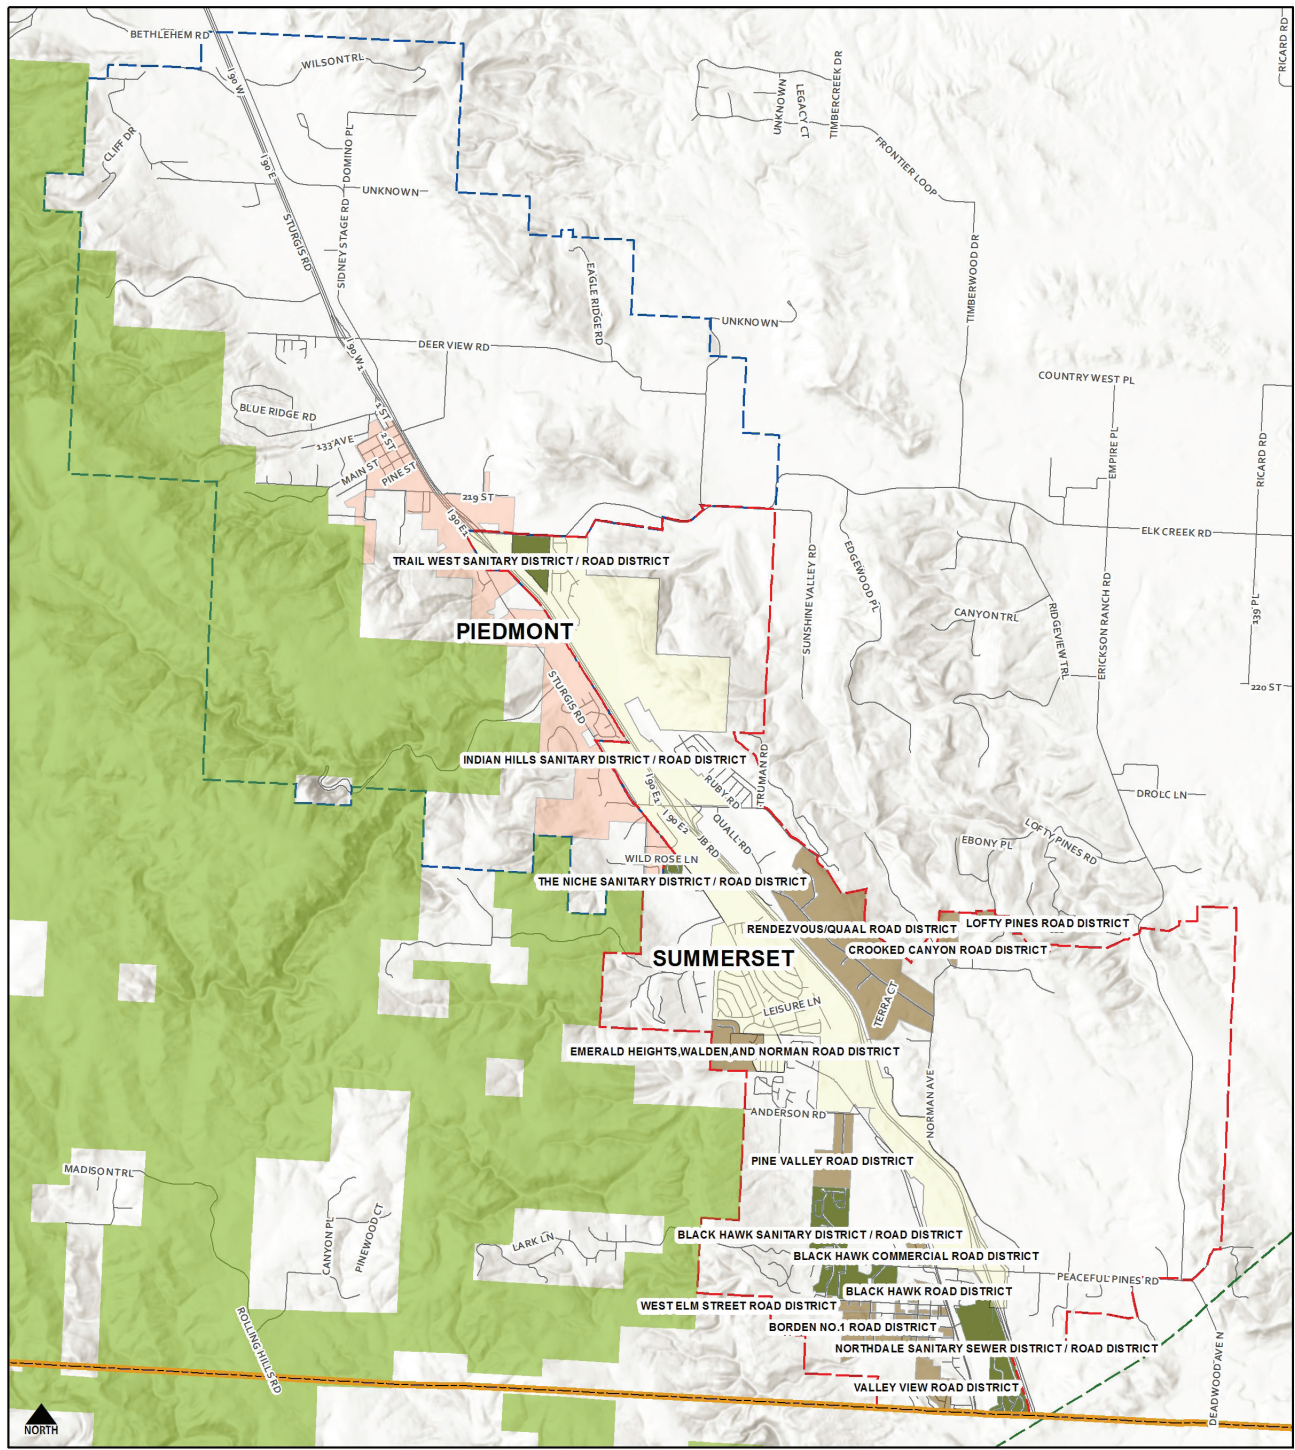 BETHLEHEM RD
I 90 W
WILSON TRL
RICARD RD
UNKNOWN
LEGACY CT
TIMBERCREEK DR
CLIFF DR
I 90 E
DOMINO PL
FRONTIER LOOP
UNKNOWN
STURGIS RD
SIDNEY STAGE RD
TIMBERWOOD DR
EAGLE RIDGE RD
UNKNOWN
I 90 W1
DEERVIEW RD
COUNTRY WEST PL
BLUE RIDGE RD
1 ST
2 ST
133 AVE
MAIN ST
PINE ST
EMPIRE PL
RICARD RD
219 ST
I 90 E1
ELK CREEK RD
TRAIL WEST SANITARY DISTRICT / ROAD DISTRICT
SUNSHINE VALLEY RD
EDGEWOOD PL
CANYON TRL
RIDGEVIEW TRL
ERICKSON RANCH RD
139 PL
PIEDMONT
220 ST
STURGIS RD
INDIAN HILLS SANITARY DISTRICT / ROAD DISTRICT
TRUMAN RD
I 90 E1
RUBY RD
DROLC LN
I 90 E2
JB RD
QUALL RD
EBONY PL
LOFTY PINES RD
WILD ROSE LN
THE NICHE SANITARY DISTRICT / ROAD DISTRICT
RENDEZVOUS/QUAAL ROAD DISTRICT
LOFTY PINES ROAD DISTRICT
CROOKED CANYON ROAD DISTRICT
SUMMERSET
LEISURE LN
TERRA CT
EMERALD HEIGHTS,WALDEN,AND NORMAN ROAD DISTRICT
NORMAN AVE
ANDERSON RD
PINE VALLEY ROAD DISTRICT
MADISON TRL
CANYON PL
PINEWOOD CT
LARK LN
BLACK HAWK SANITARY DISTRICT / ROAD DISTRICT
BLACK HAWK COMMERCIAL ROAD DISTRICT
PEACEFUL PINES RD
BLACK HAWK ROAD DISTRICT
WEST ELM STREET ROAD DISTRICT
BORDEN NO.1 ROAD DISTRICT
ROLLING HILLS RD
NORTHDALE SANITARY SEWER DISTRICT / ROAD DISTRICT
DEADWOOD AVE N
VALLEY VIEW ROAD DISTRICT
NORTH